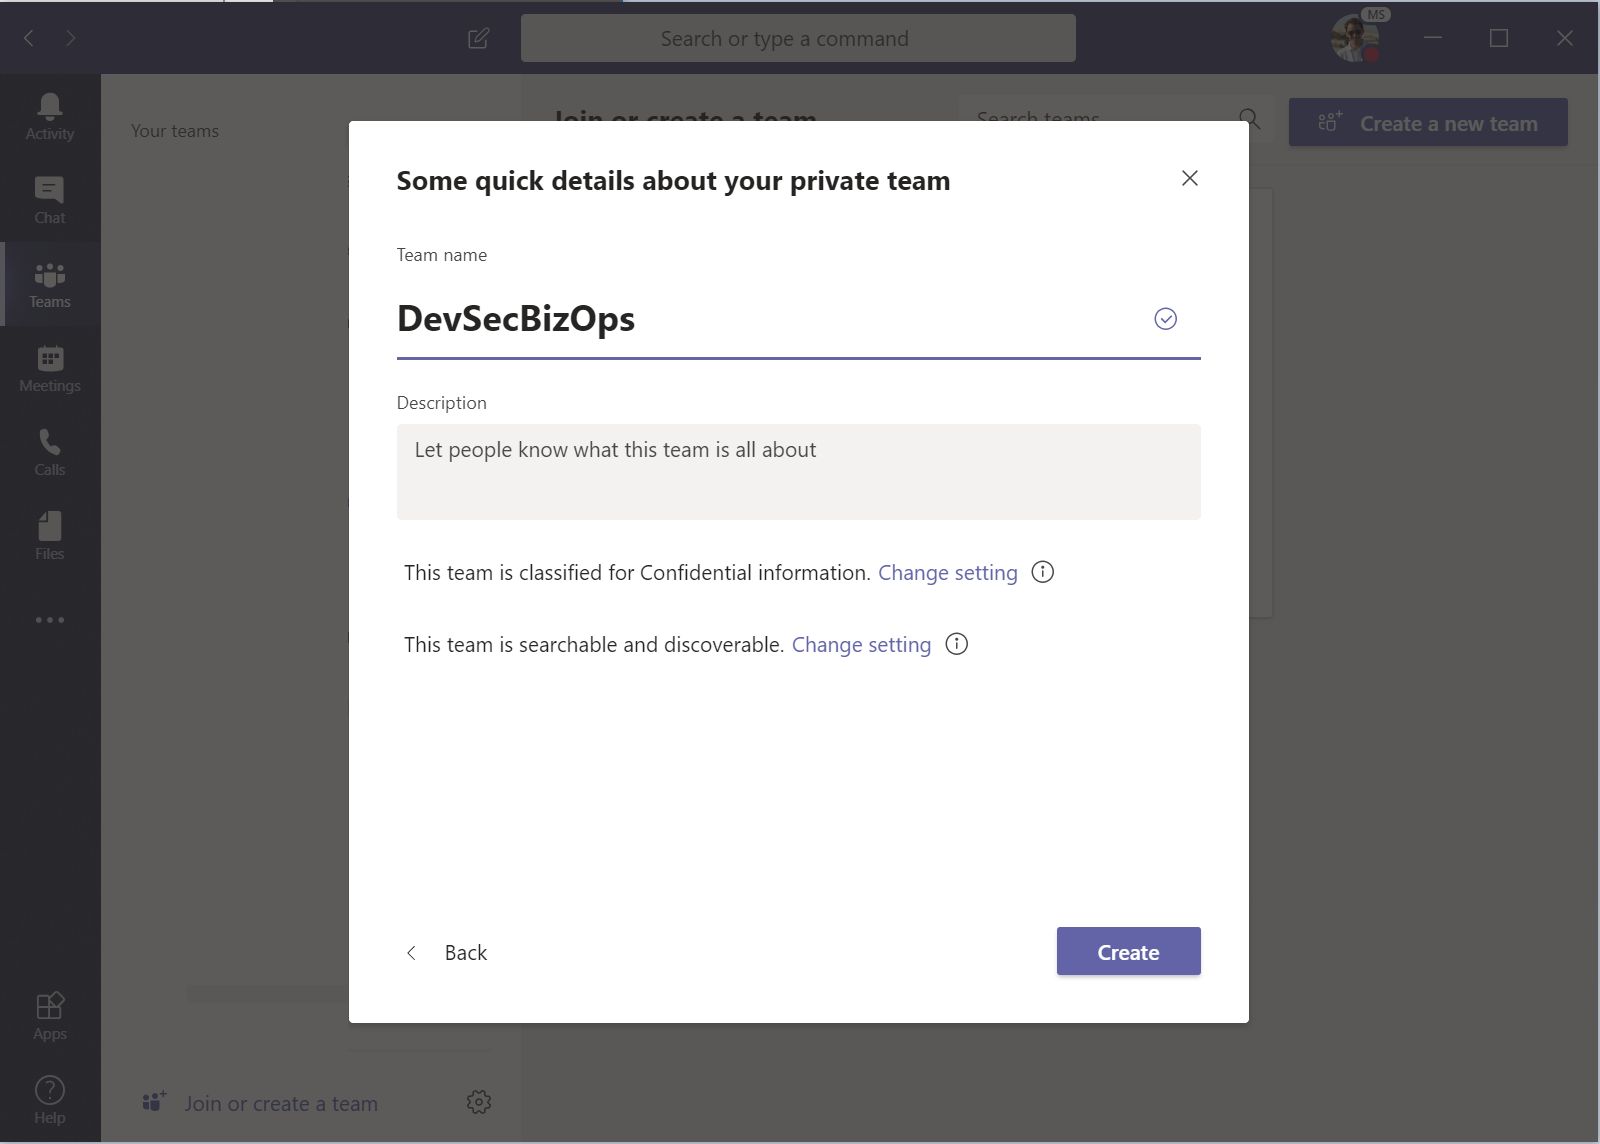 Search or type a command
MS
Activity
Chat
Teams
Meetings
Calls
Files
Apps
Help
Your teams
Join or create a team
Search teams
Create a new team
Some quick details about your private team
Team name
DevSecBizOps
Description
Let people know what this team is all about
This team is classified for Confidential information. Change setting
This team is searchable and discoverable. Change setting
Back
Create
Join or create a team